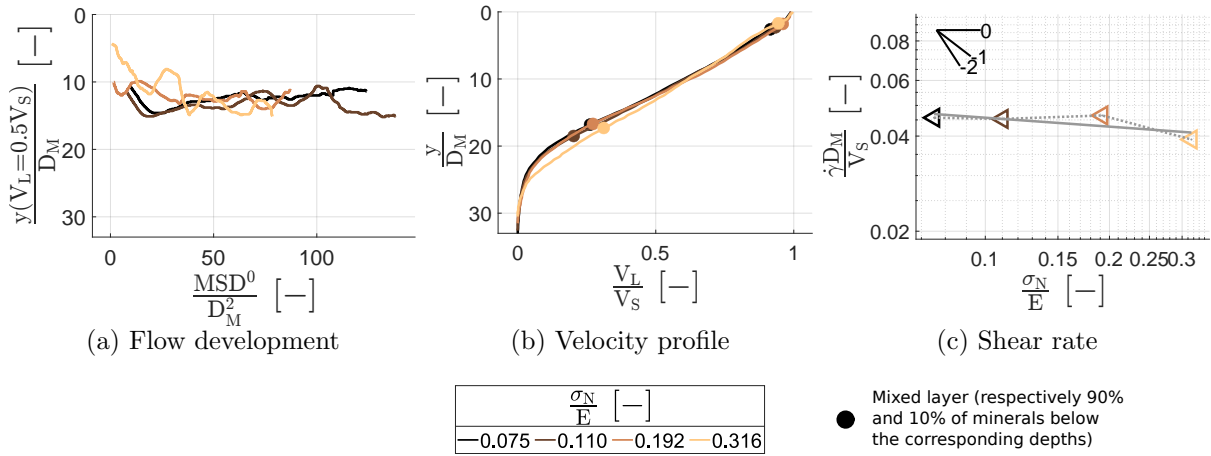 0
10
20
30
y(V_L=0.5V_S)
D_M
[−]
0
50
100
MSD^0
D_M^2
[−]
(a) Flow development
0
10
20
30
y
D_M
[−]
0
0.5
1
V_L
V_S
[−]
(b) Velocity profile
0.08
0.06
0.04
0.02
γ̇D_M
V_S
[−]
0
-1
-2
0.1
0.15
0.2
0.25
0.3
σ_N
E
[−]
(c) Shear rate
σ_N
E
[−]
0.075 0.110 0.192 0.316
Mixed layer (respectively 90%
and 10% of minerals below
the corresponding depths)